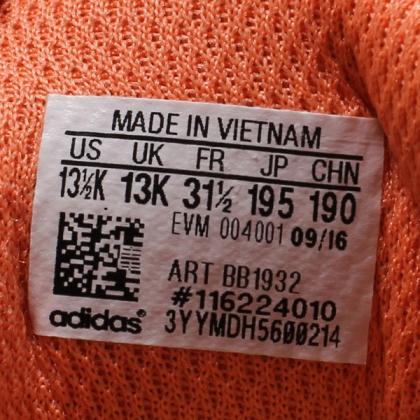 MADE IN VIETNAM
US UK FR JP CHN
13½K 13K 31½ 195 190
EVM 004001 09/16
ART BB1932
#116224010
adidas® 3YYMDH5600214